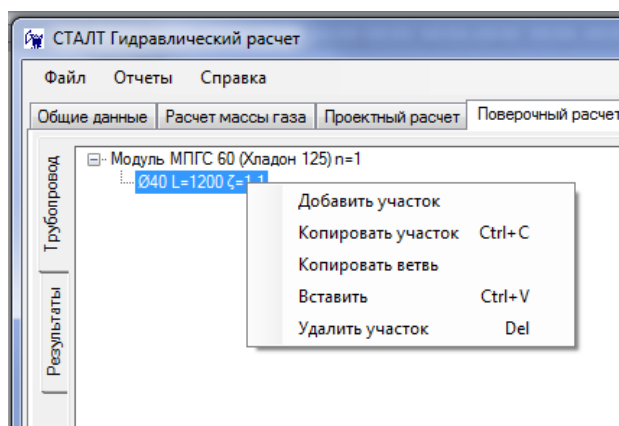 СТАЛТ Гидравлический расчет
Файл Отчеты Справка
Общие данные Расчет массы газа Проектный расчет Поверочный расчет
Трубопровод
Результаты
Модуль МПГС 60 (Хладон 125) n=1
Ø40 L=1200 ζ=1,1
Добавить участок
Копировать участок Ctrl+C
Копировать ветвь
Вставить Ctrl+V
Удалить участок Del